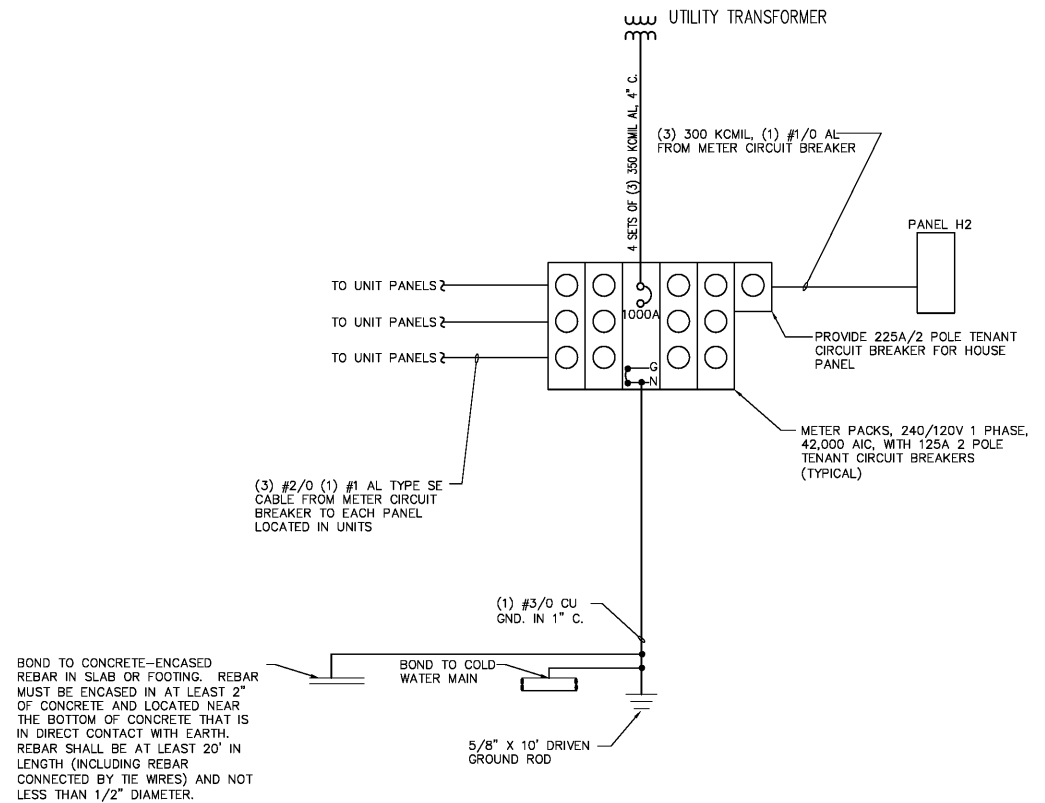 UTILITY TRANSFORMER
4 SETS OF (3) 350 KCMIL AL, 4" C.
(3) 300 KCMIL, (1) #1/0 AL
FROM METER CIRCUIT BREAKER
PANEL H2
TO UNIT PANELS
TO UNIT PANELS
TO UNIT PANELS
1000A
G
N
PROVIDE 225A/2 POLE TENANT
CIRCUIT BREAKER FOR HOUSE
PANEL
METER PACKS, 240/120V 1 PHASE,
42,000 AIC, WITH 125A 2 POLE
TENANT CIRCUIT BREAKERS
(TYPICAL)
(3) #2/0 (1) #1 AL TYPE SE
CABLE FROM METER CIRCUIT
BREAKER TO EACH PANEL
LOCATED IN UNITS
(1) #3/0 CU
GND. IN 1" C.
BOND TO CONCRETE-ENCASED
REBAR IN SLAB OR FOOTING. REBAR
MUST BE ENCASED IN AT LEAST 2"
OF CONCRETE AND LOCATED NEAR
THE BOTTOM OF CONCRETE THAT IS
IN DIRECT CONTACT WITH EARTH.
REBAR SHALL BE AT LEAST 20' IN
LENGTH (INCLUDING REBAR
CONNECTED BY TIE WIRES) AND NOT
LESS THAN 1/2" DIAMETER.
BOND TO COLD
WATER MAIN
5/8" X 10' DRIVEN
GROUND ROD